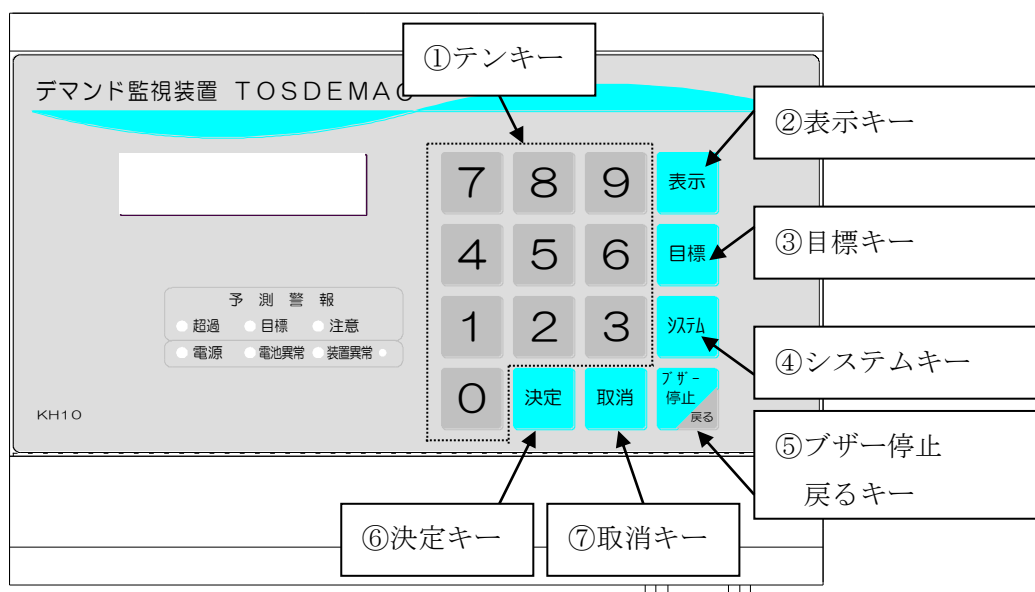 ①テンキー
デマンド監視装置 TOSDEMAC
②表示キー
7 8 9 表示
③目標キー
4 5 6 目標
予測警報
超過 目標 注意
1 2 3 システム
電源 電池異常 装置異常
④システムキー
0 決定 取消 ブザー
停止
戻る
KH10
⑤ブザー停止
戻るキー
⑥決定キー
⑦取消キー